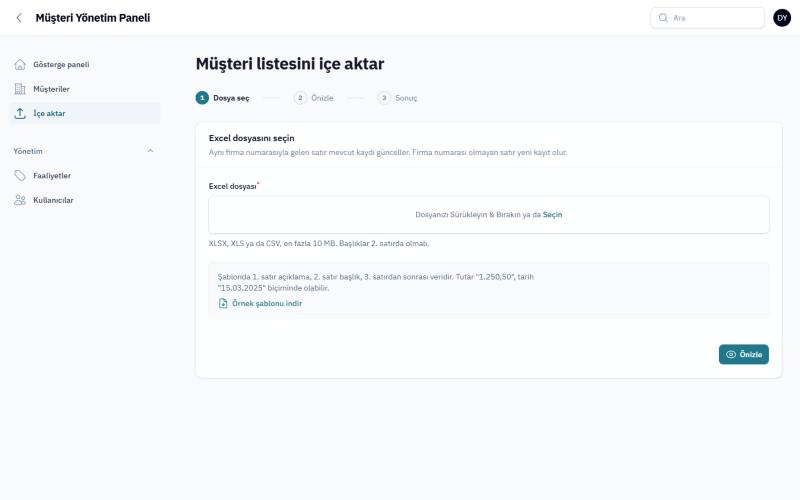 Müşteri Yönetim Paneli
Ara
DY
Gösterge paneli
Müşteriler
İçe aktar
Yönetim
Faaliyetler
Kullanıcılar
Müşteri listesini içe aktar
1 Dosya seç
2 Önizle
3 Sonuç
Excel dosyasını seçin
Aynı firma numarasıyla gelen satır mevcut kaydı günceller. Firma numarası olmayan satır yeni kayıt olur.
Excel dosyası*
Dosyanızı Sürükleyin & Bırakın ya da Seçin
XLSX, XLS ya da CSV, en fazla 10 MB. Başlıklar 2. satırda olmalı.
Şablonda 1. satır açıklama, 2. satır başlık, 3. satırdan sonrası veridir. Tutar "1.250,50", tarih
"15.03.2025" biçiminde olabilir.
Örnek şablonu indir
Önizle